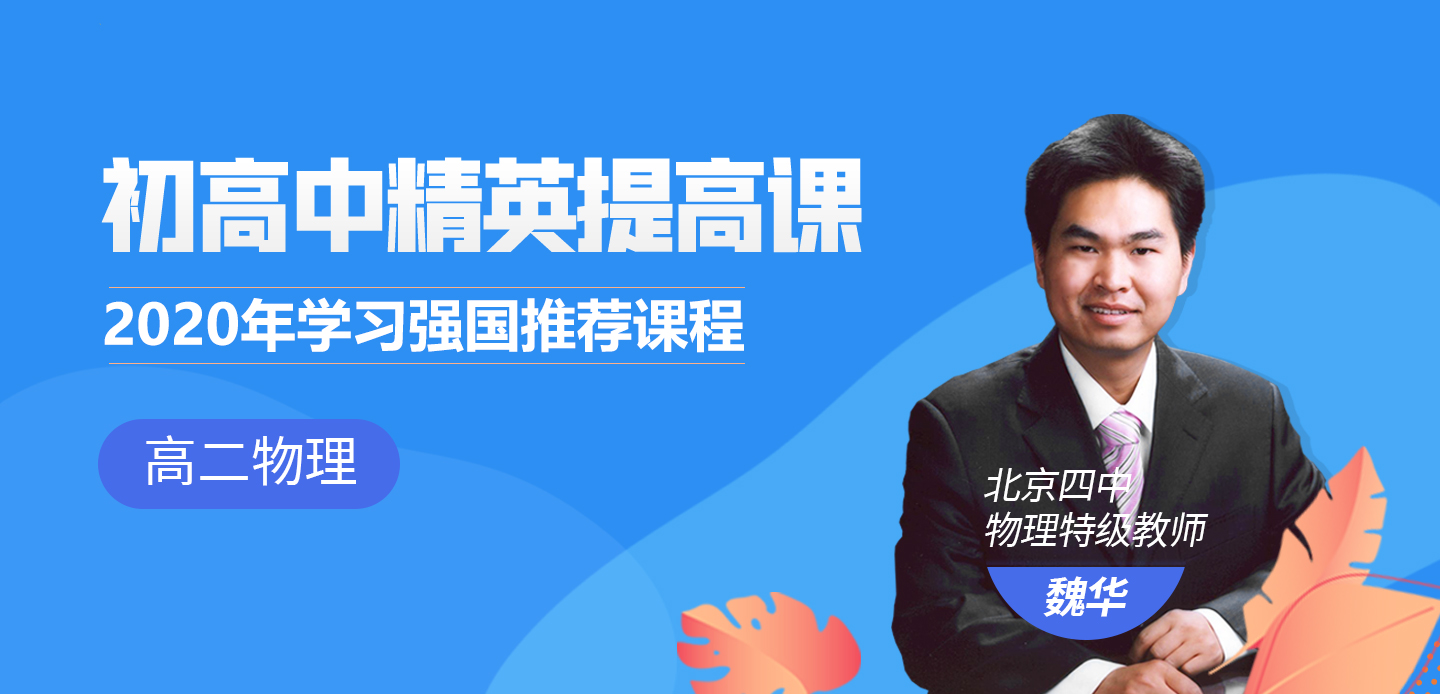 初高中精英提高课
2020年学习强国推荐课程
高二物理
北京四中
物理特级教师
魏华